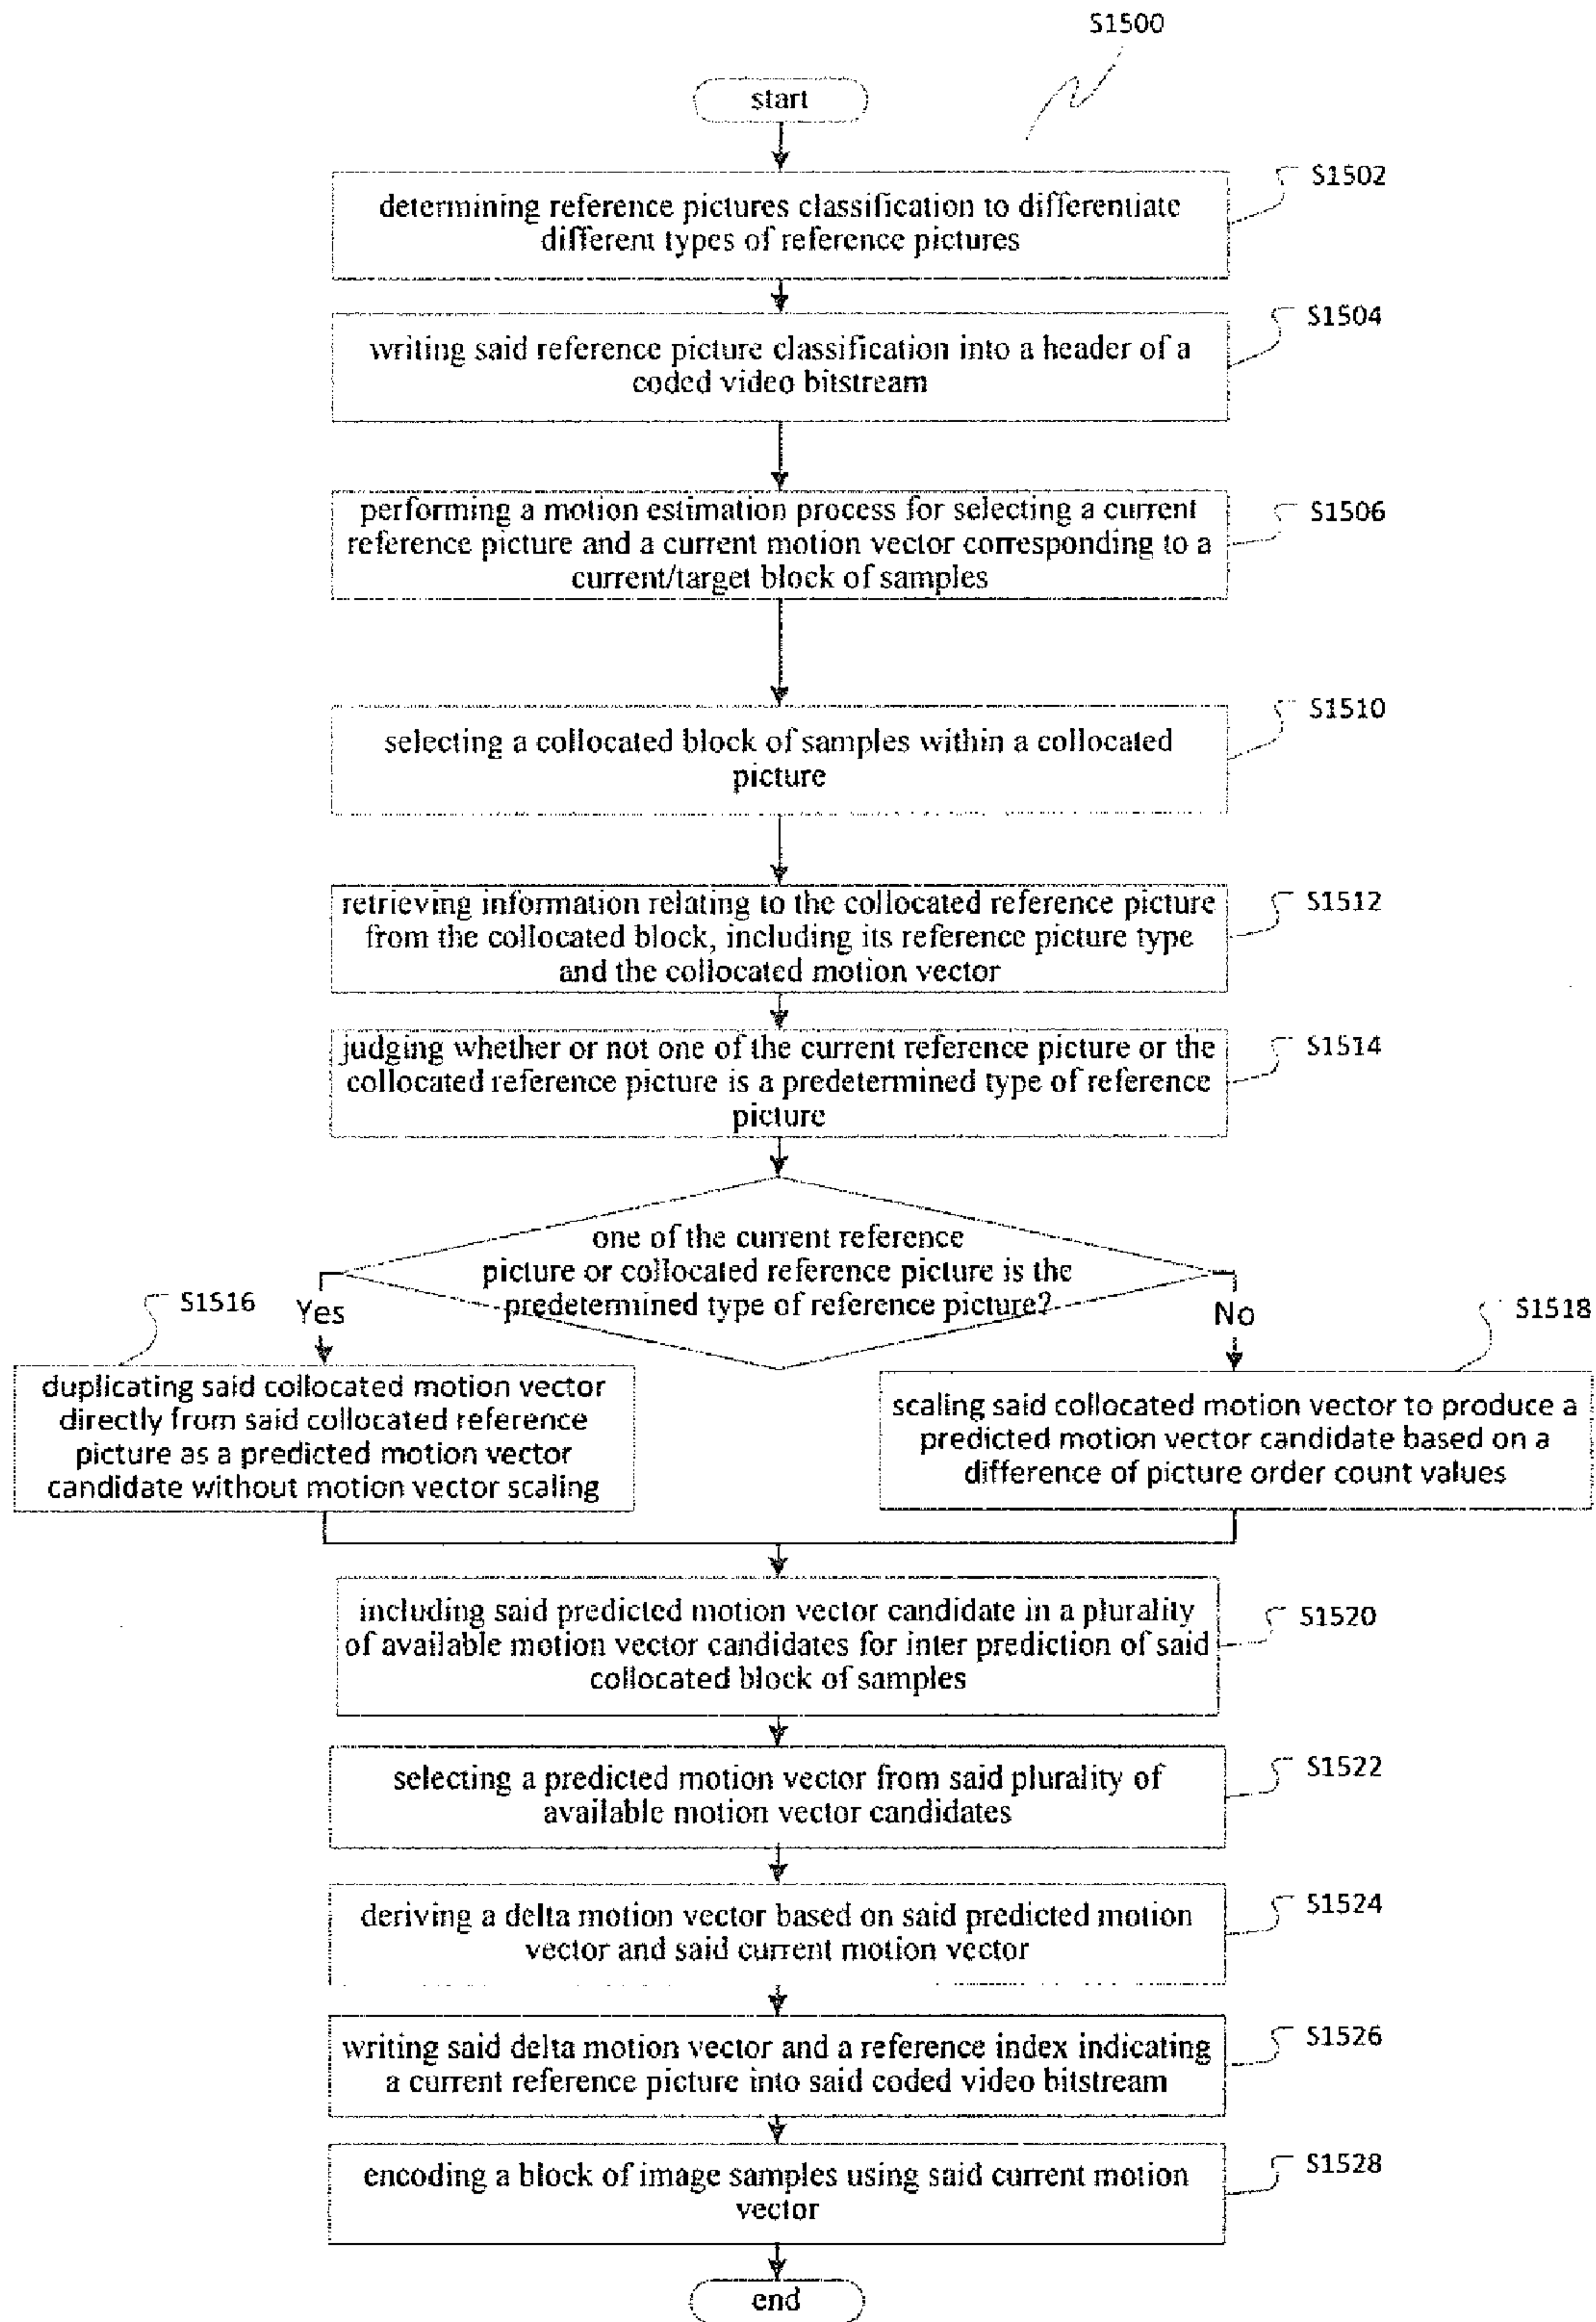 S1500
start
S1502
determining reference pictures classification to differentiate
different types of reference pictures
S1504
writing said reference picture classification into a header of a
coded video bitstream
S1506
performing a motion estimation process for selecting a current
reference picture and a current motion vector corresponding to a
current/target block of samples
S1510
selecting a collocated block of samples within a collocated
picture
S1512
retrieving information relating to the collocated reference picture
from the collocated block, including its reference picture type
and the collocated motion vector
S1514
judging whether or not one of the current reference picture or the
collocated reference picture is a predetermined type of reference
picture
one of the current reference
picture or collocated reference picture is the
predetermined type of reference picture?
S1516
Yes
No
S1518
duplicating said collocated motion vector
directly from said collocated reference
picture as a predicted motion vector
candidate without motion vector scaling
scaling said collocated motion vector to produce a
predicted motion vector candidate based on a
difference of picture order count values
including said predicted motion vector candidate in a plurality
of available motion vector candidates for inter prediction of said
collocated block of samples
S1520
selecting a predicted motion vector from said plurality of
available motion vector candidates
S1522
deriving a delta motion vector based on said predicted motion
vector and said current motion vector
S1524
writing said delta motion vector and a reference index indicating
a current reference picture into said coded video bitstream
S1526
encoding a block of image samples using said current motion
vector
S1528
end